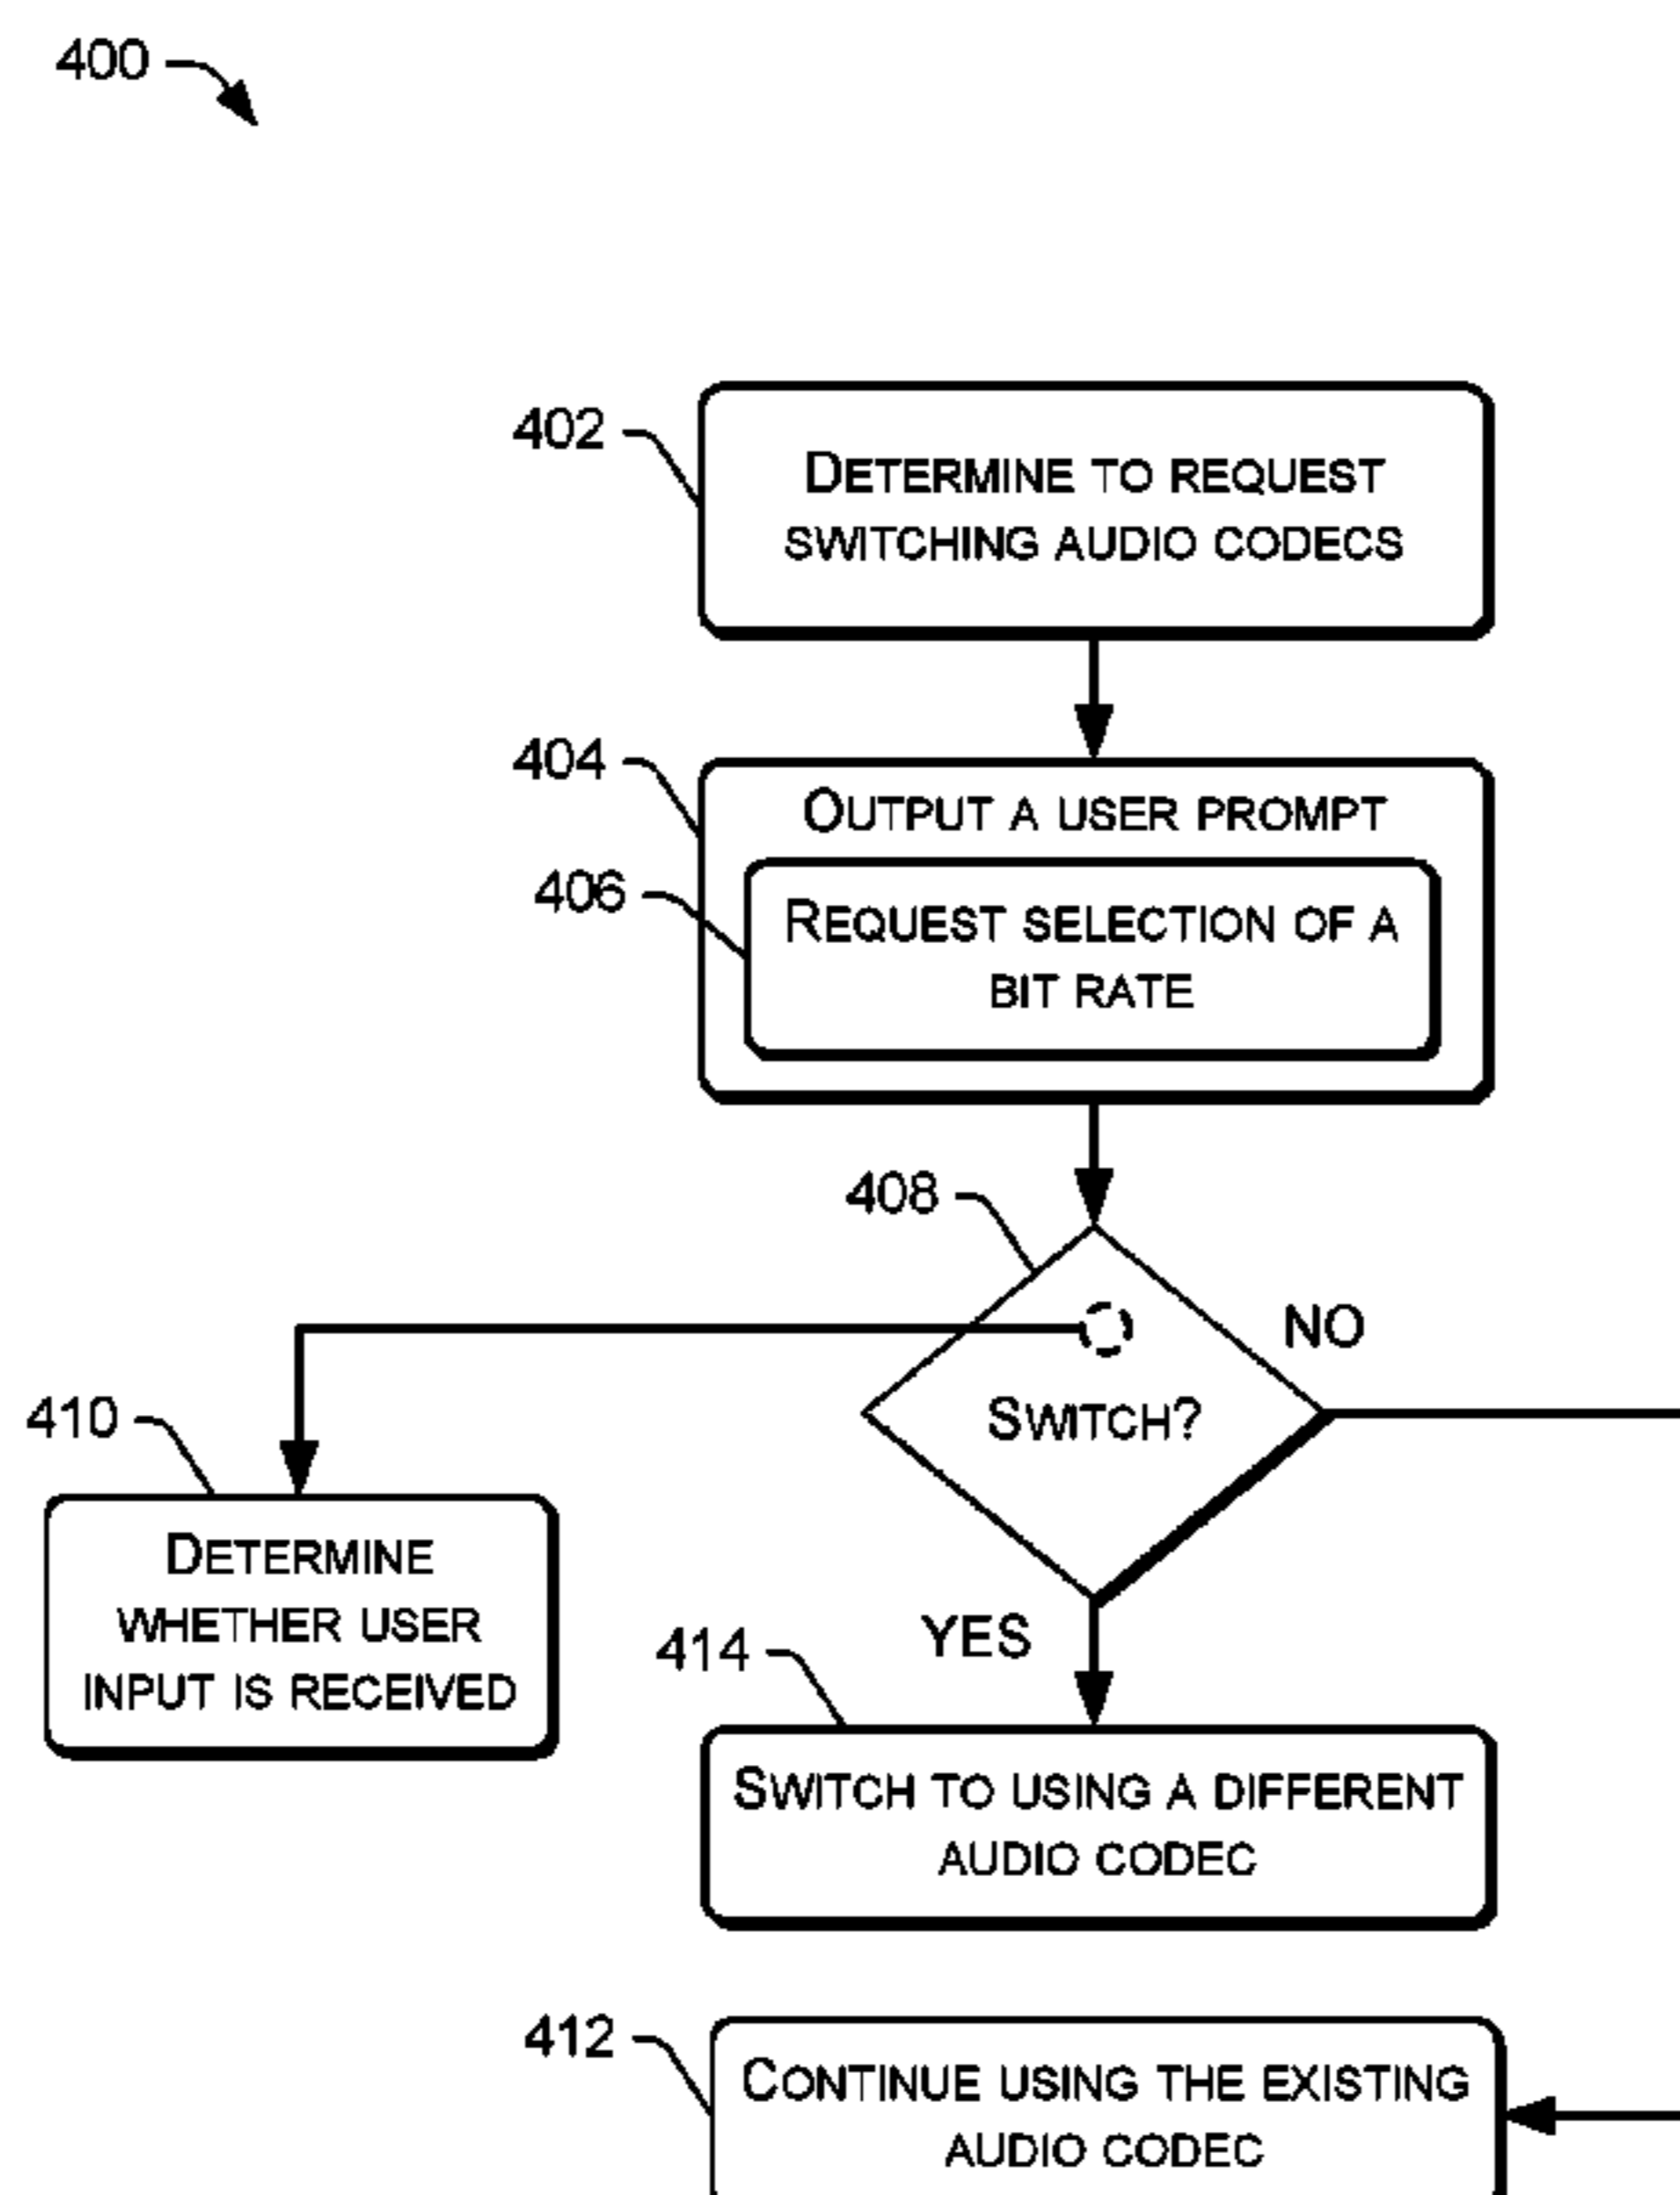 400
402
DETERMINE TO REQUEST
SWITCHING AUDIO CODECS
404
OUTPUT A USER PROMPT
406
REQUEST SELECTION OF A
BIT RATE
408
NO
SWITCH?
410
DETERMINE
WHETHER USER
INPUT IS RECEIVED
YES
414
SWITCH TO USING A DIFFERENT
AUDIO CODEC
412
CONTINUE USING THE EXISTING
AUDIO CODEC